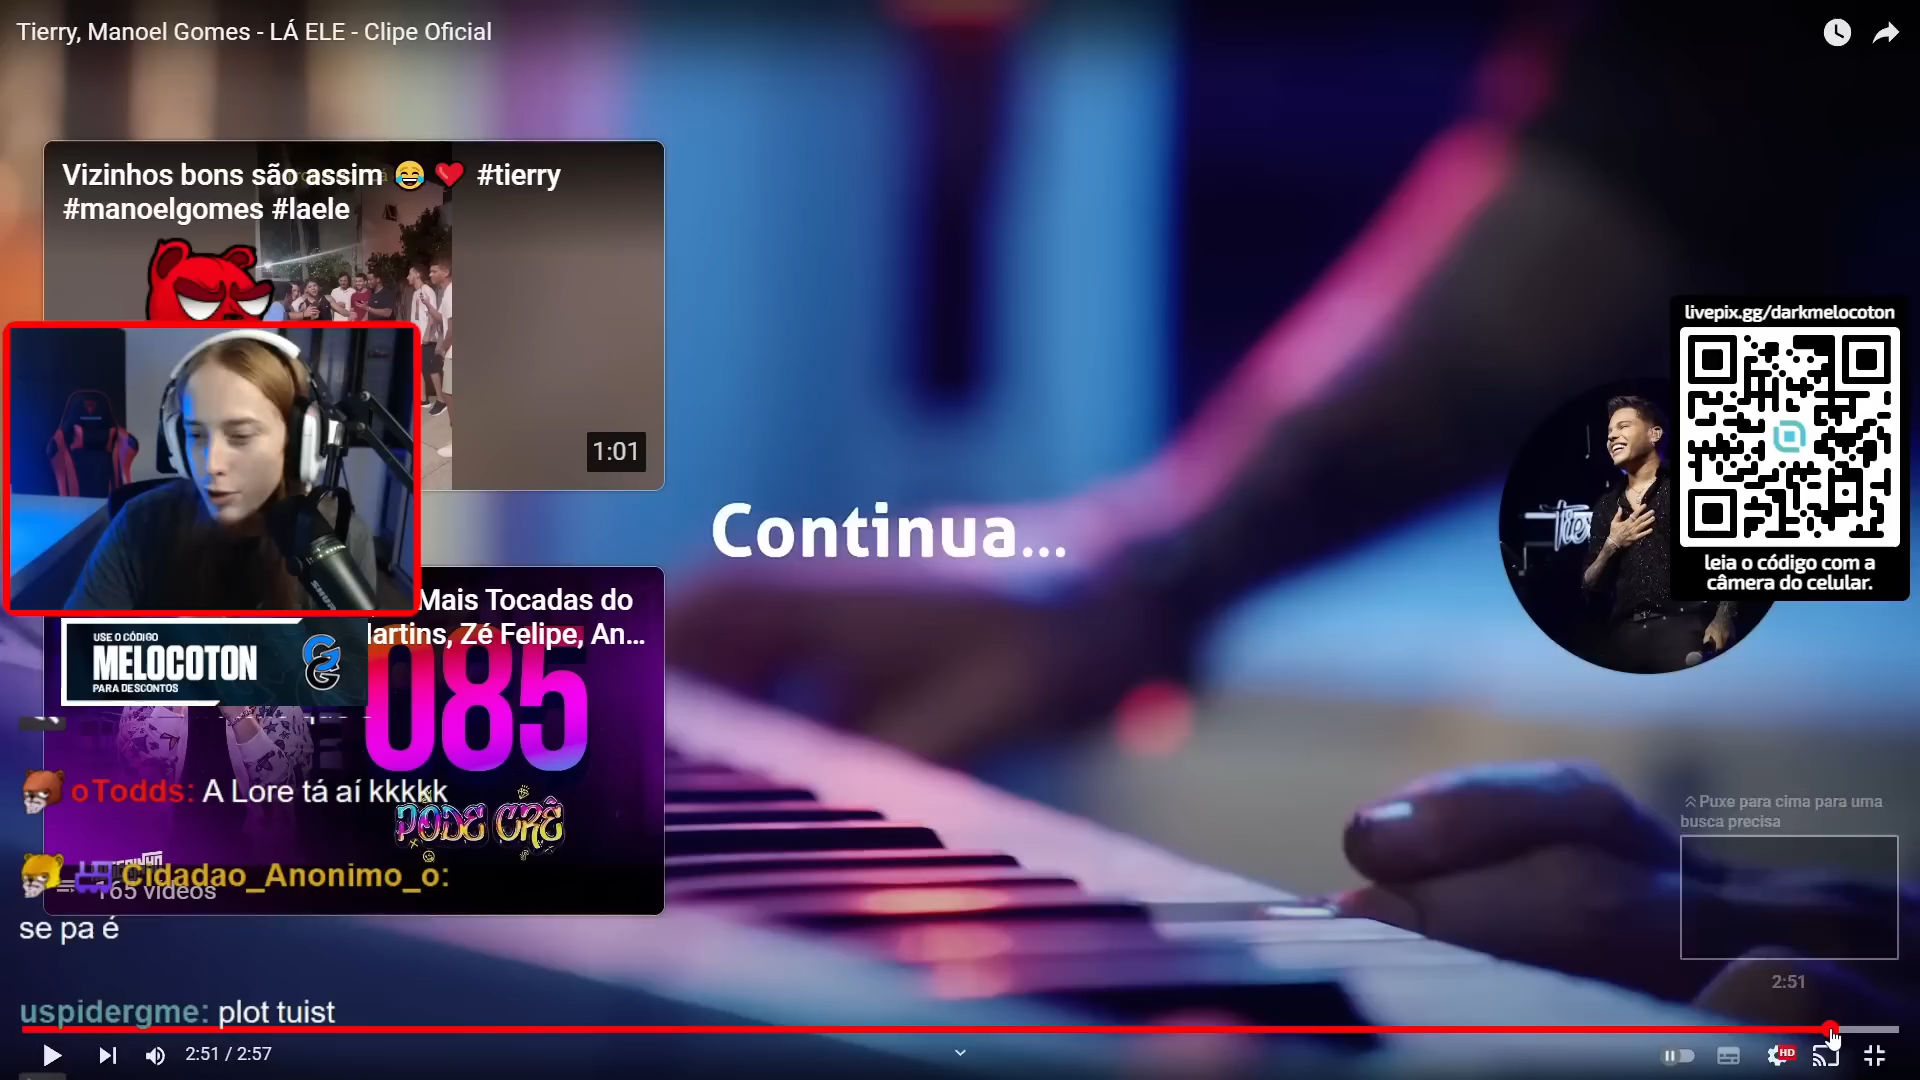 Tierry, Manoel Gomes - LÁ ELE - Clipe Oficial
Vizinhos bons são assim 😂 ❤️ #tierry
#manoelgomes #laele
1:01
livepix.gg/darkmelocoton
leia o código com a
câmera do celular.
Continua...
Mais Tocadas do
artins, Zé Felipe, An...
USE O CÓDIGO
MELOCOTON
PARA DESCONTOS
085
PODE CRÊ
oTodds: A Lore tá aí kkkkk
Cidadao_Anonimo_o:
165 vídeos
se pa é
uspidergme: plot tuist
Puxe para cima para uma
busca precisa
2:51
2:51 / 2:57
HD